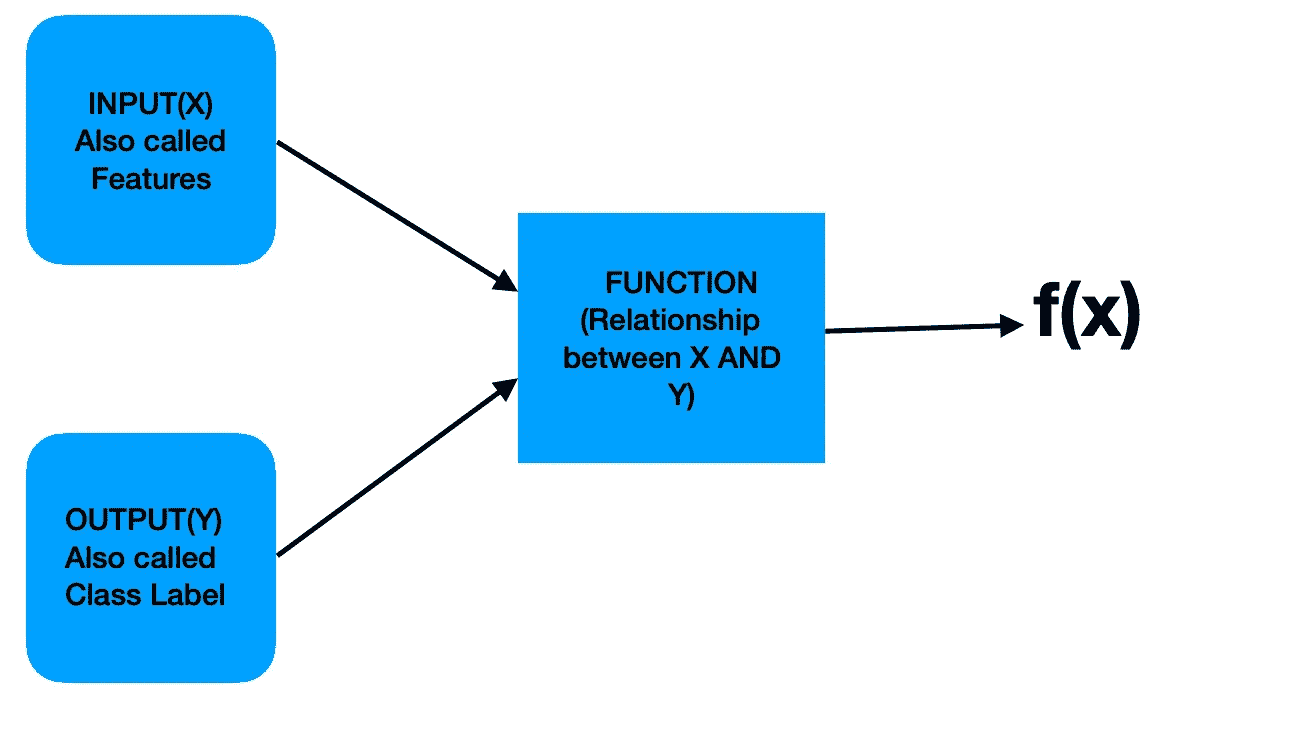 INPUT(X)
Also called
Features
FUNCTION
(Relationship
between X AND
Y)
f(x)
OUTPUT(Y)
Also called
Class Label